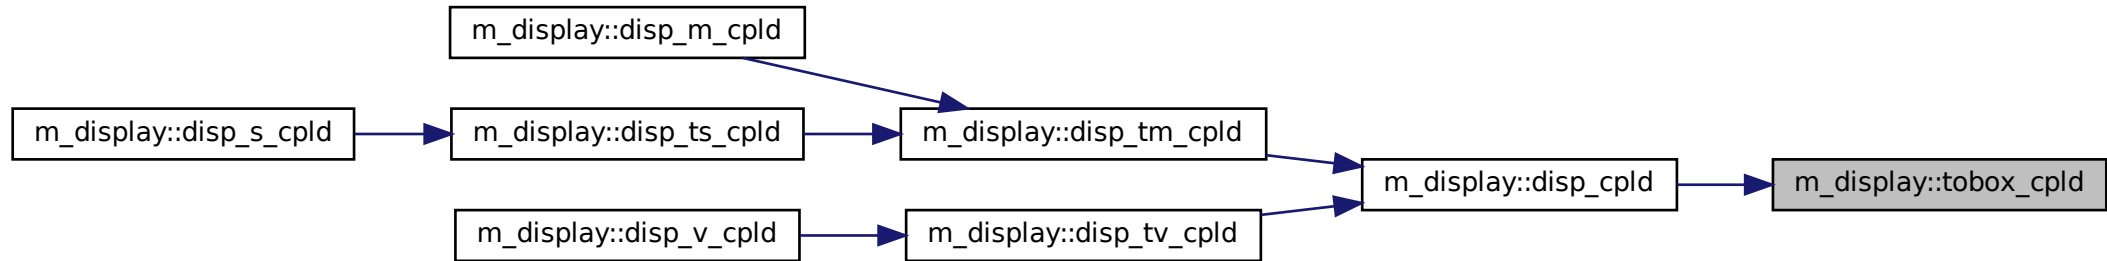 m_display::disp_m_cpld
m_display::disp_s_cpld
m_display::disp_ts_cpld
m_display::disp_tm_cpld
m_display::disp_cpld
m_display::tobox_cpld
m_display::disp_v_cpld
m_display::disp_tv_cpld